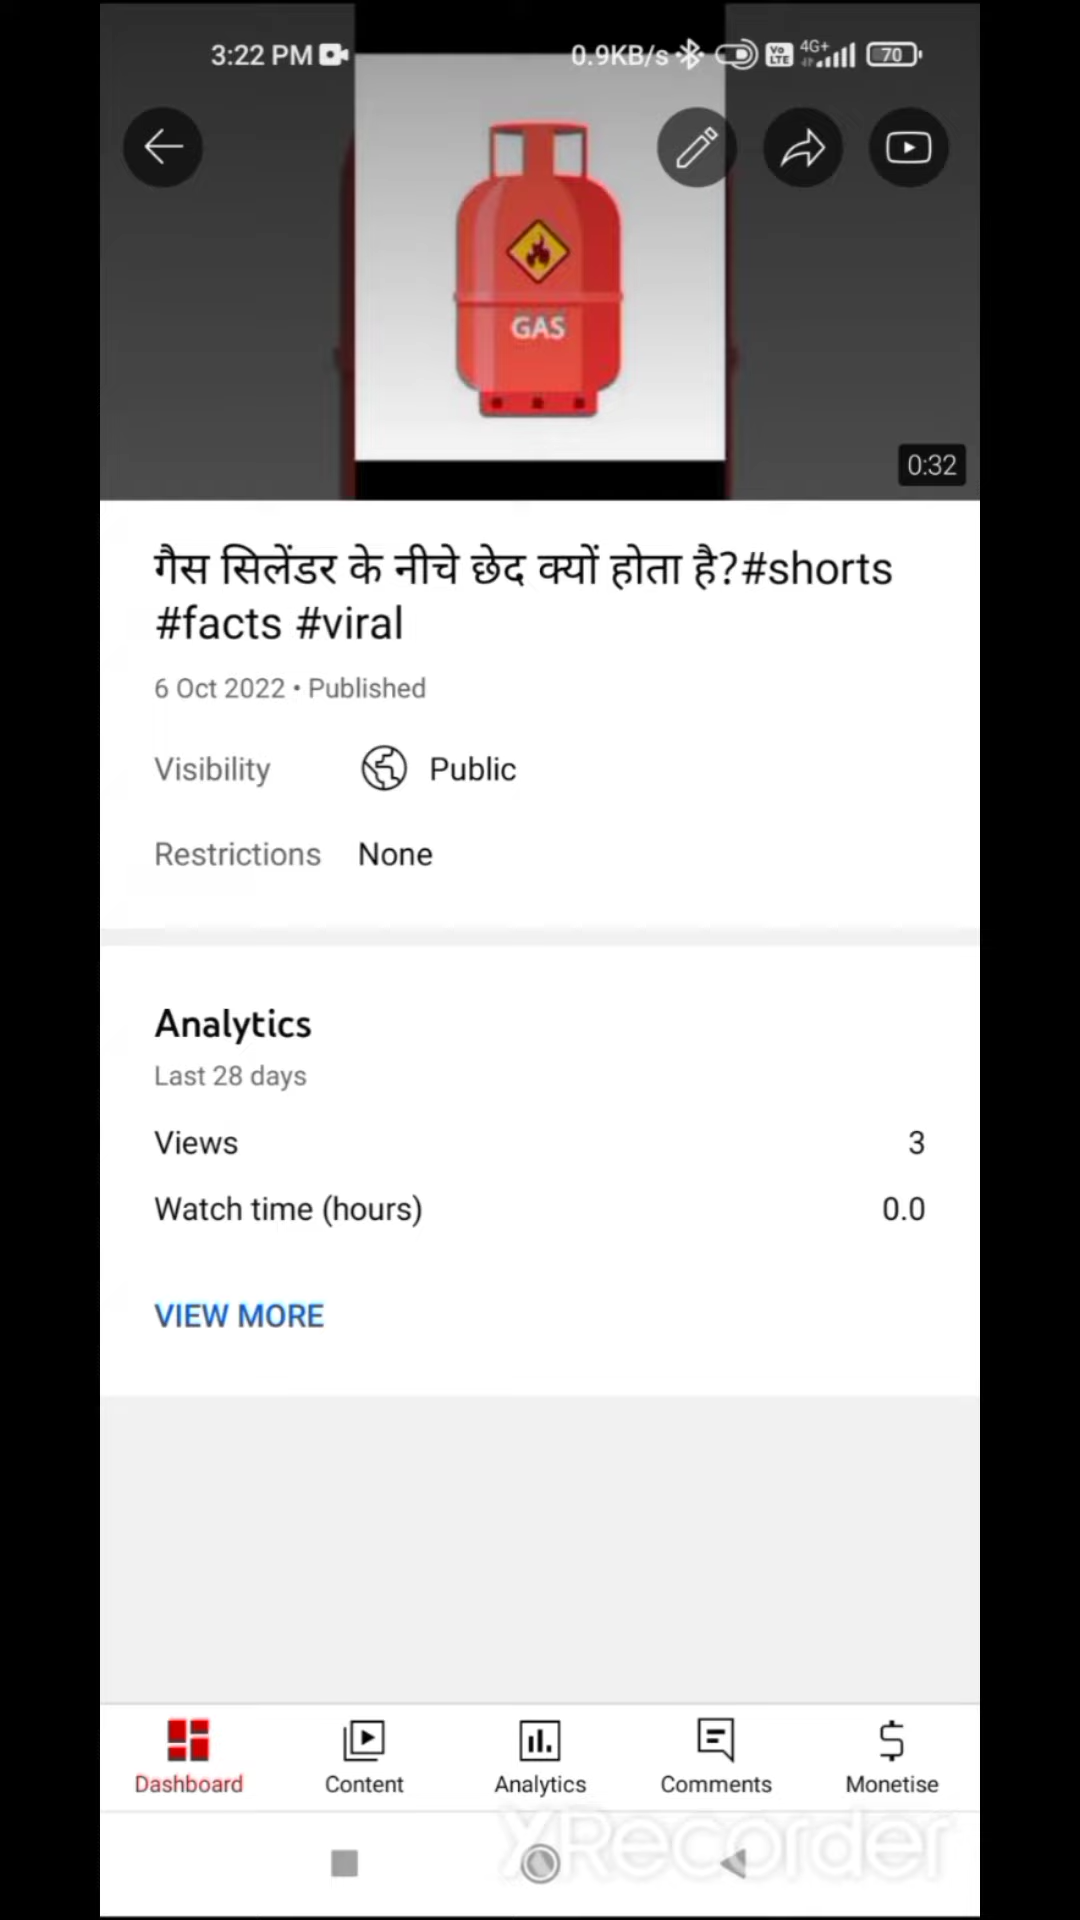 3:22 PM 0.9KB/s Vo LTE 4G+ 70
GAS
0:32
गैस सिलेंडर के नीचे छेद क्यों होता है?#shorts
#facts #viral
6 Oct 2022 • Published
Visibility Public
Restrictions None
Analytics
Last 28 days
Views 3
Watch time (hours) 0.0
VIEW MORE
Dashboard Content Analytics Comments Monetise
XRecorder